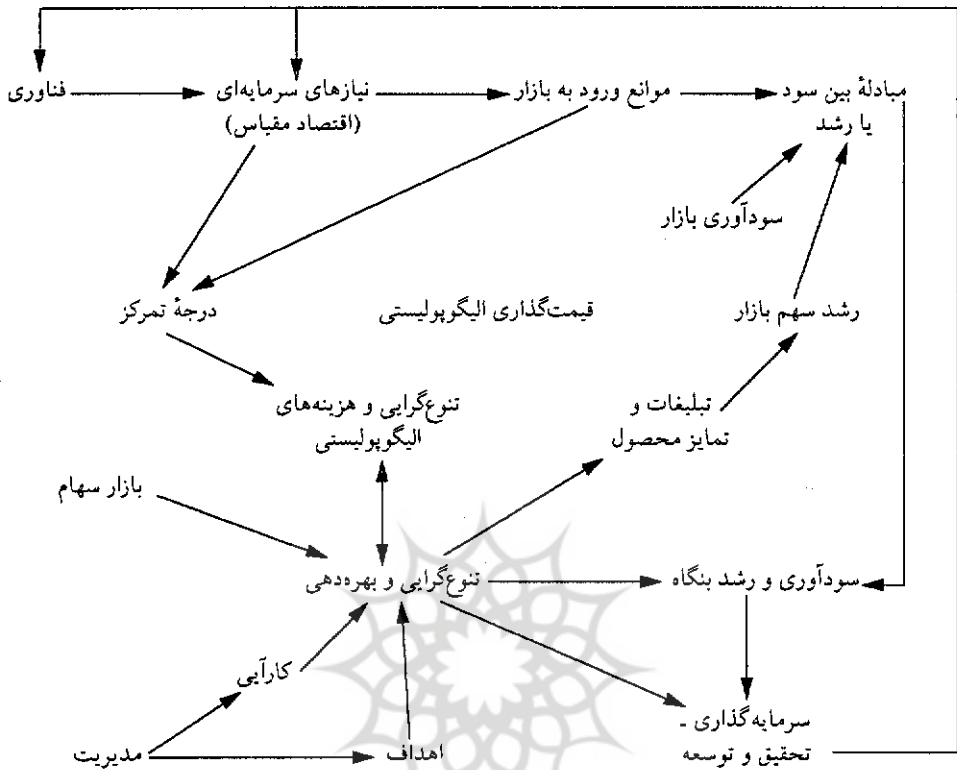 فناوری
نیازهای سرمایه‌ای
(اقتصاد مقیاس)
موانع ورود به بازار
مبادلهٔ بین سود
یا رشد
سودآوری بازار
درجهٔ تمرکز
قیمت‌گذاری الیگوپولیستی
رشد سهم بازار
تنوع‌گرایی و هزینه‌های
الیگوپولیستی
تبلیغات و
تمایز محصول
بازار سهام
تنوع‌گرایی و بهره‌دهی
سودآوری و رشد بنگاه
کارآیی
سرمایه‌گذاری ـ
تحقیق و توسعه
اهداف
مدیریت